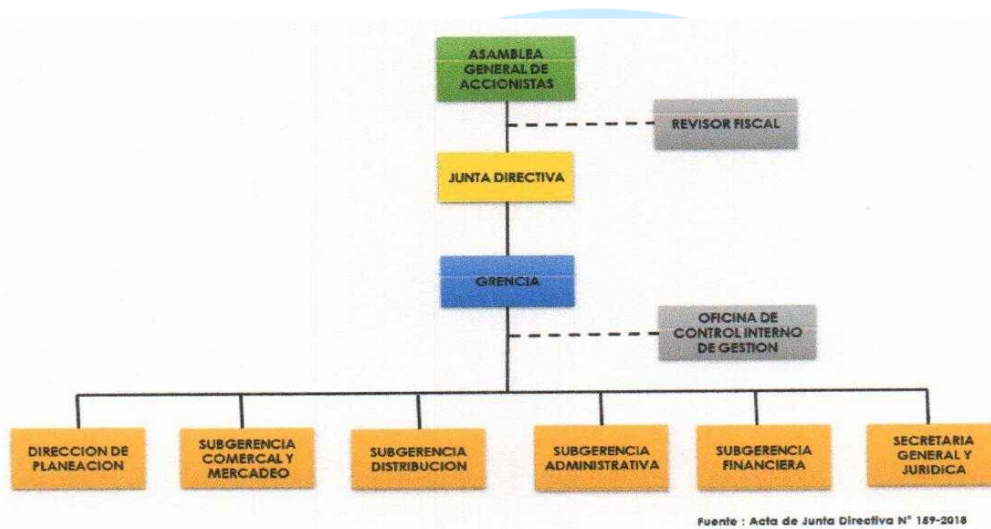 ASAMBLEA
GENERAL DE
ACCIONISTAS
REVISOR FISCAL
JUNTA DIRECTIVA
GRENCIA
OFICINA DE
CONTROL INTERNO
DE GESTION
DIRECCION DE
PLANEACION
SUBGERENCIA
COMERCAL Y
MERCADEO
SUBGERENCIA
DISTRIBUCION
SUBGERENCIA
ADMINISTRATIVA
SUBGERENCIA
FINANCIERA
SECRETARIA
GENERAL Y
JURIDICA
Fuente : Acta de Junta Directiva N° 159-2018